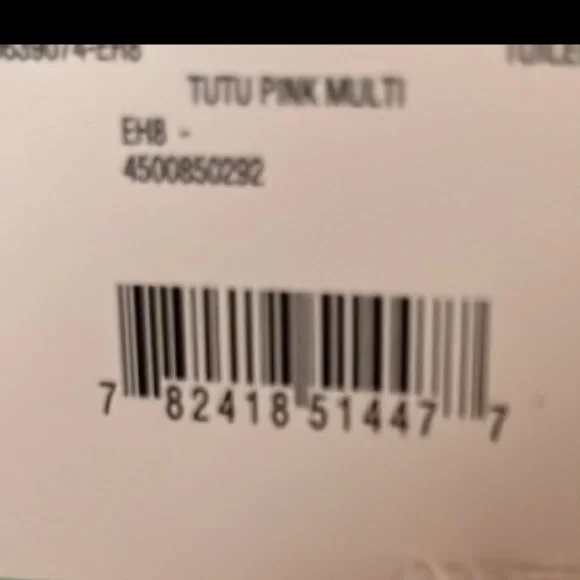 TUTU PINK MULTI
EH8 -
4500850292
7 82418 51447 7